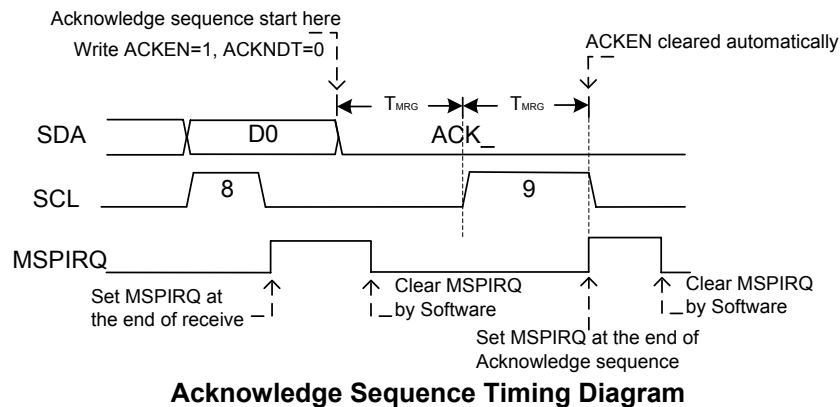 Acknowledge sequence start here
Write ACKEN=1, ACKNDT=0
ACKEN cleared automatically
TMRG
TMRG
SDA
D0
ACK_
SCL
8
9
MSPIRQ
Set MSPIRQ at
the end of receive
Clear MSPIRQ
by Software
Set MSPIRQ at the end of
Acknowledge sequence
Clear MSPIRQ
by Software
Acknowledge Sequence Timing Diagram